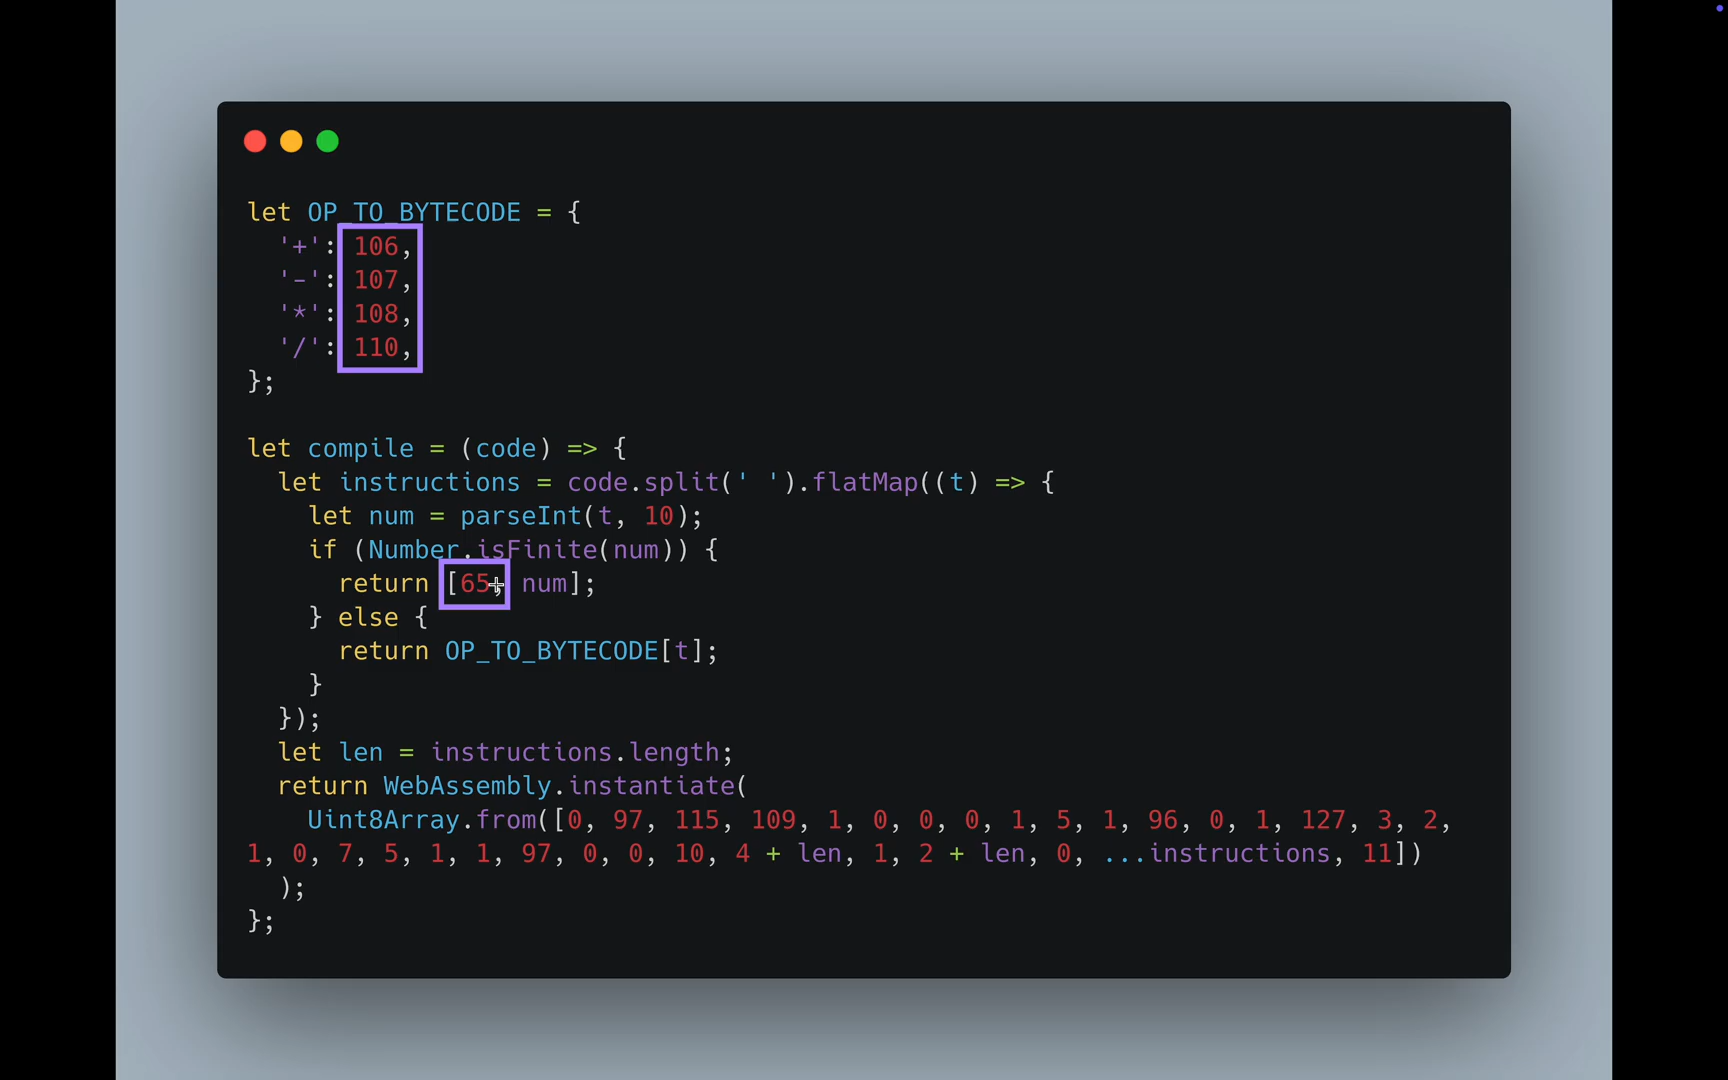 let OP_TO_BYTECODE = {
  '+': 106,
  '-': 107,
  '*': 108,
  '/': 110,
};
let compile = (code) => {
  let instructions = code.split(' ').flatMap((t) => {
    let num = parseInt(t, 10);
    if (Number.isFinite(num)) {
      return [65, num];
    } else {
      return OP_TO_BYTECODE[t];
    }
  });
  let len = instructions.length;
  return WebAssembly.instantiate(
    Uint8Array.from([0, 97, 115, 109, 1, 0, 0, 0, 1, 5, 1, 96, 0, 1, 127, 3, 2,
1, 0, 7, 5, 1, 1, 97, 0, 0, 10, 4 + len, 1, 2 + len, 0, ...instructions, 11])
  );
};